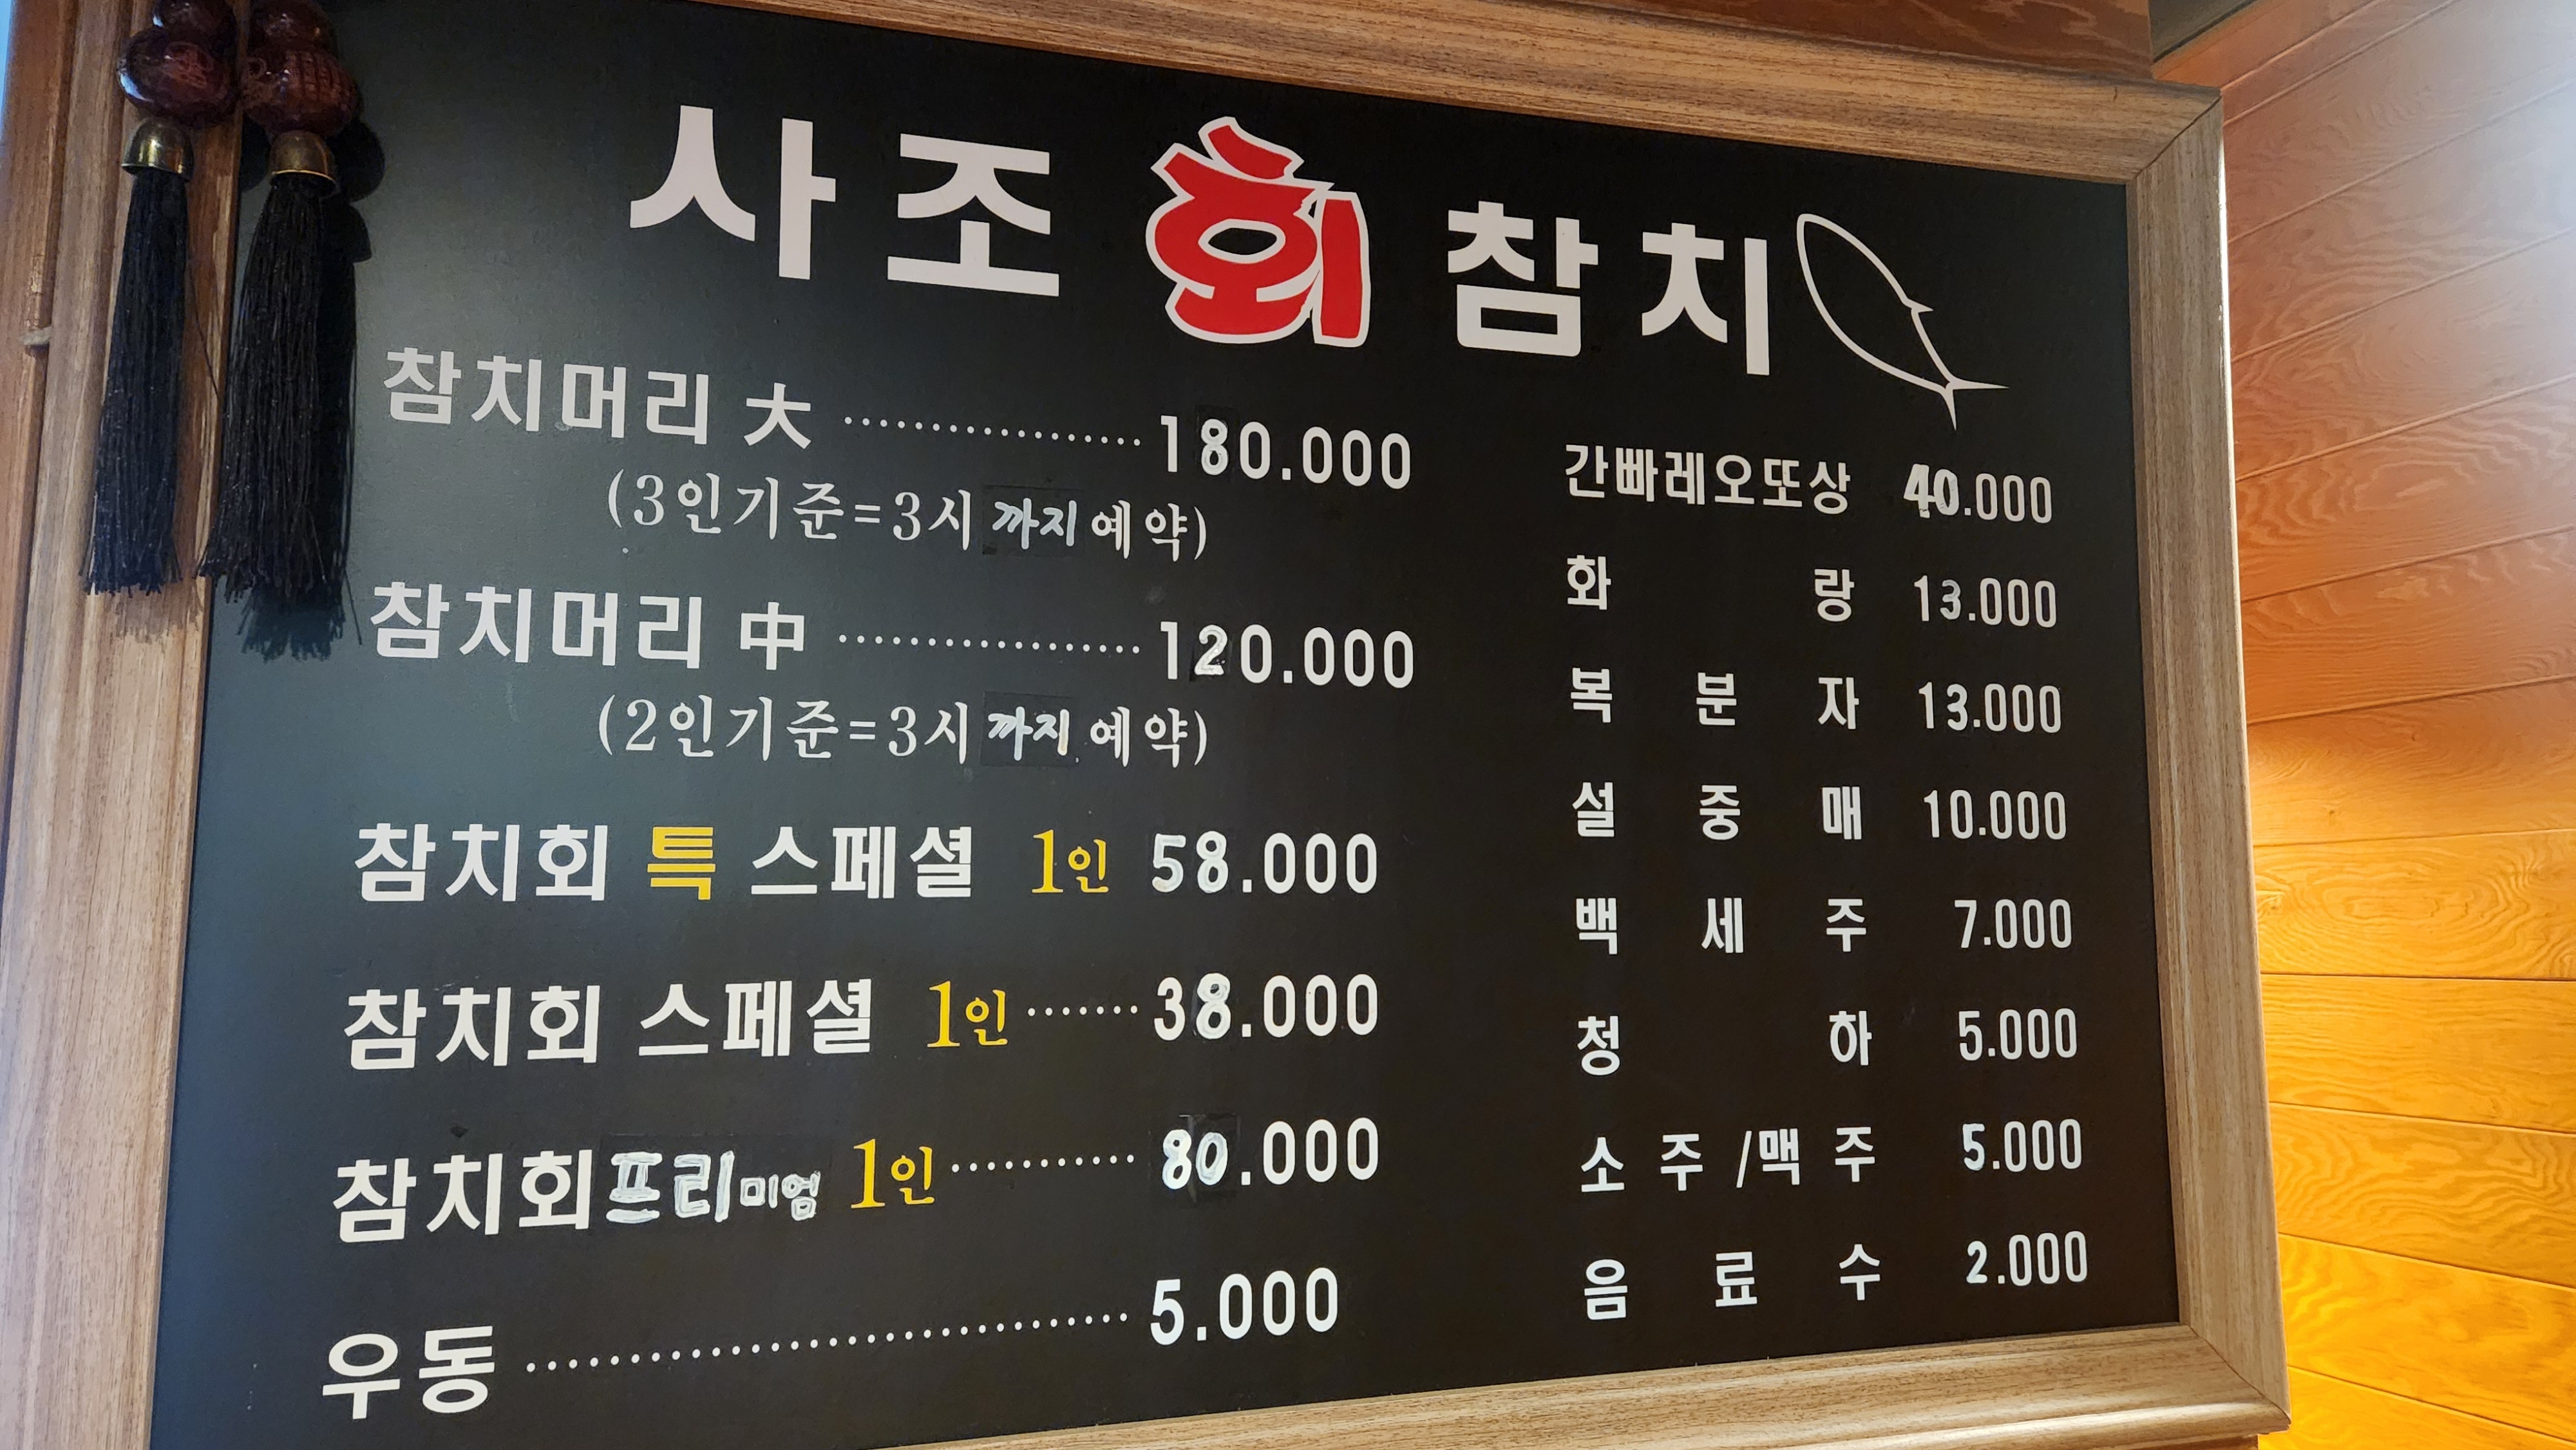 사조 회 참치
참치머리 大 ·················· 180.000
(3인기준=3시 까지 예약)
참치머리 中 ·················· 120.000
(2인기준=3시 까지 예약)
참치회 특 스페셜 1인 58.000
참치회 스페셜 1인 ······· 38.000
참치회프리미엄 1인 ··········· 80.000
우동 ······························ 5.000
간빠레오또상 40.000
화 랑 13.000
복 분 자 13.000
설 중 매 10.000
백 세 주 7.000
청 하 5.000
소 주 /맥 주 5.000
음 료 수 2.000